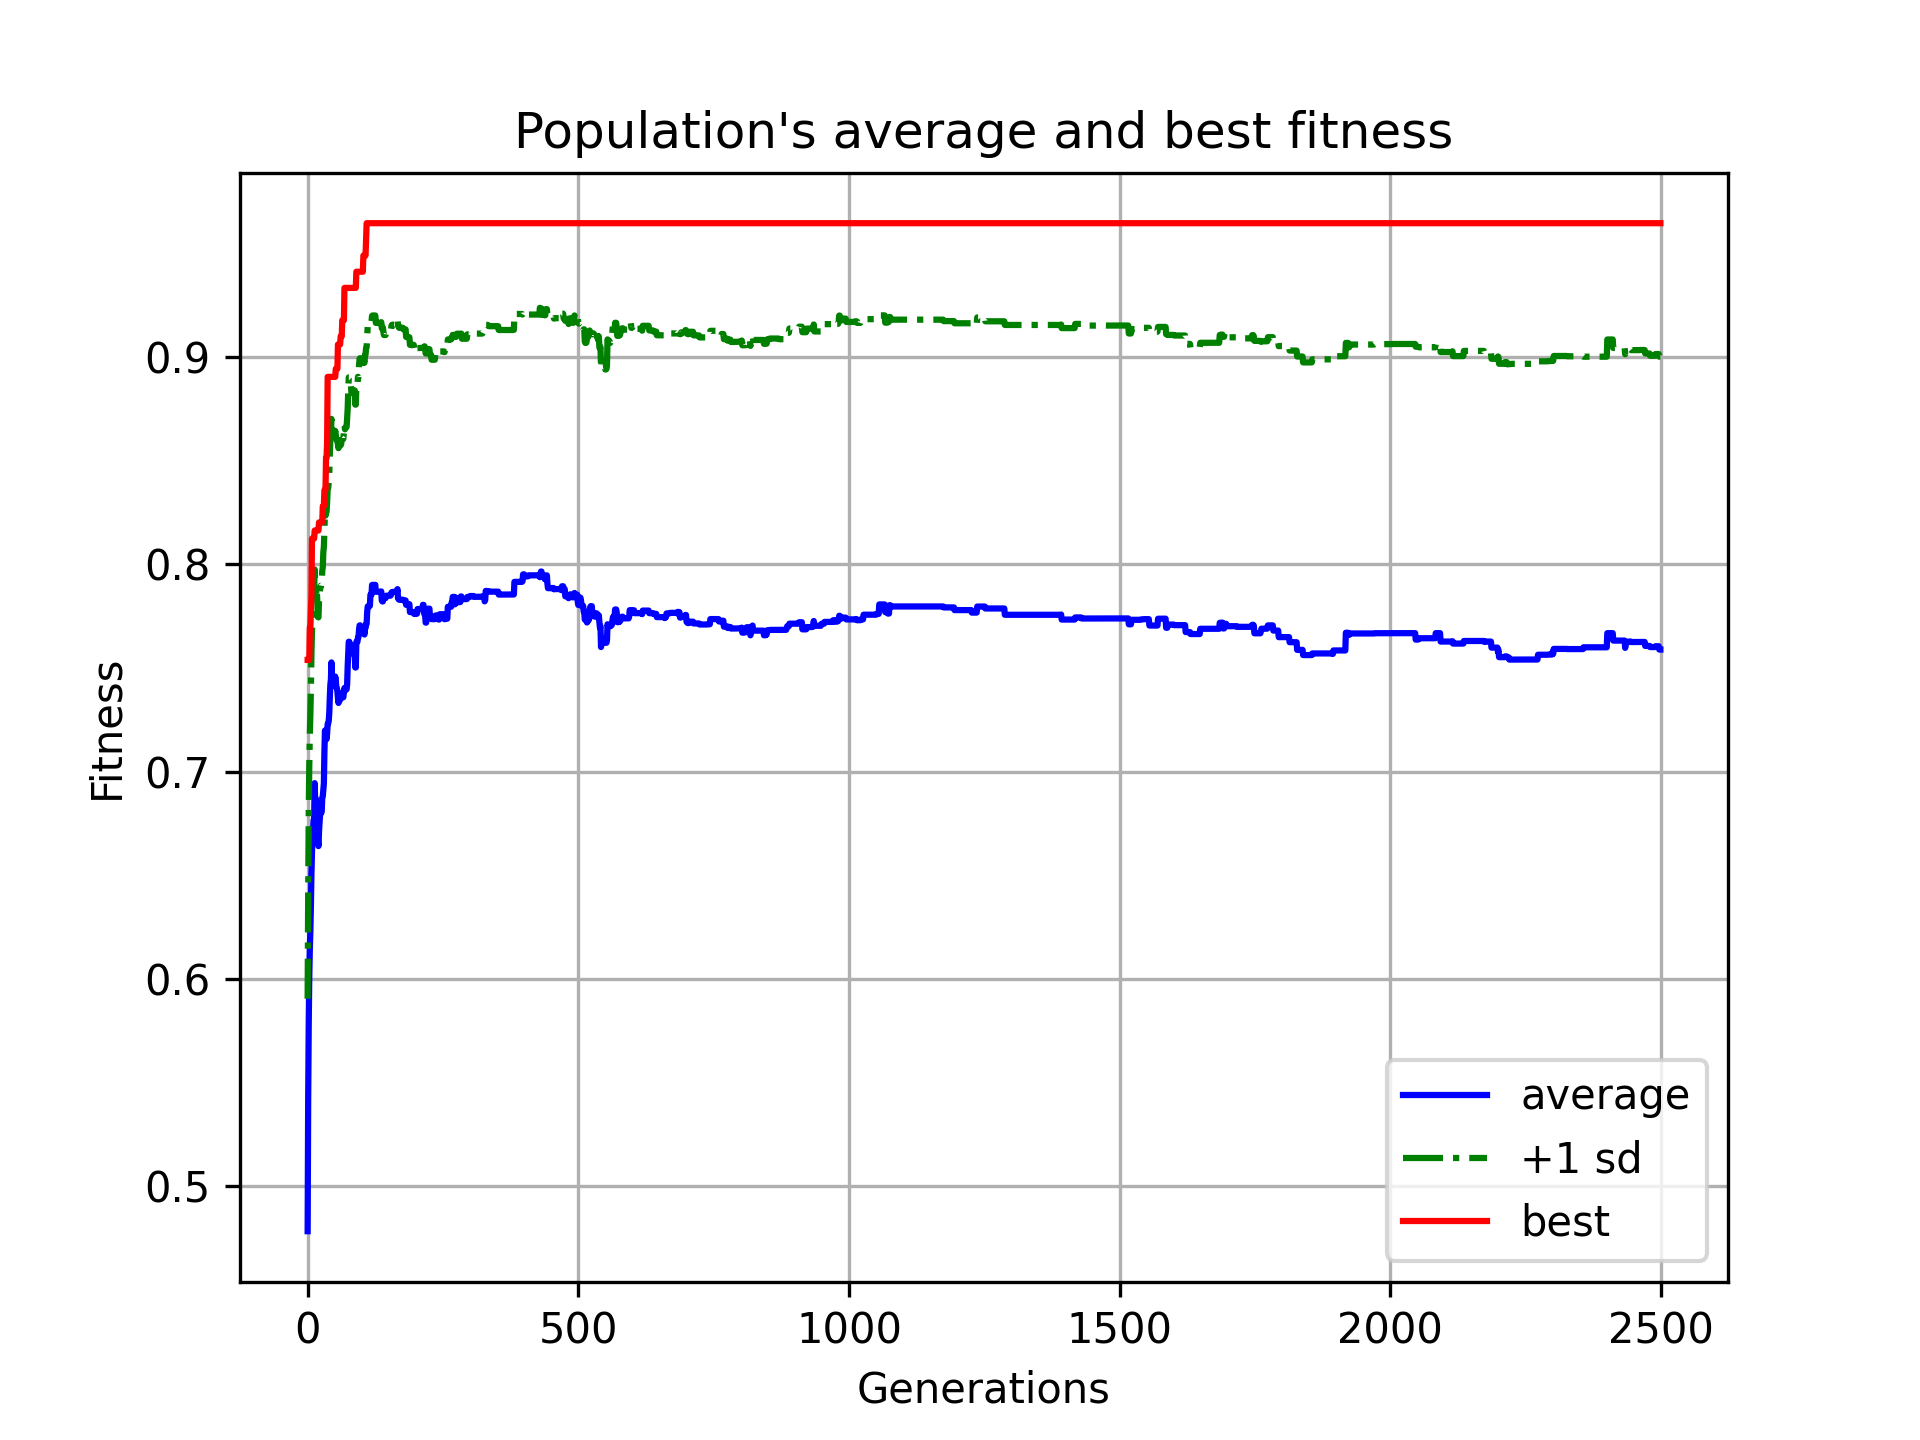 Population's average and best fitness
Fitness
0.9
0.8
0.7
0.6
0.5
0 500 1000 1500 2000 2500
Generations
average
+1 sd
best